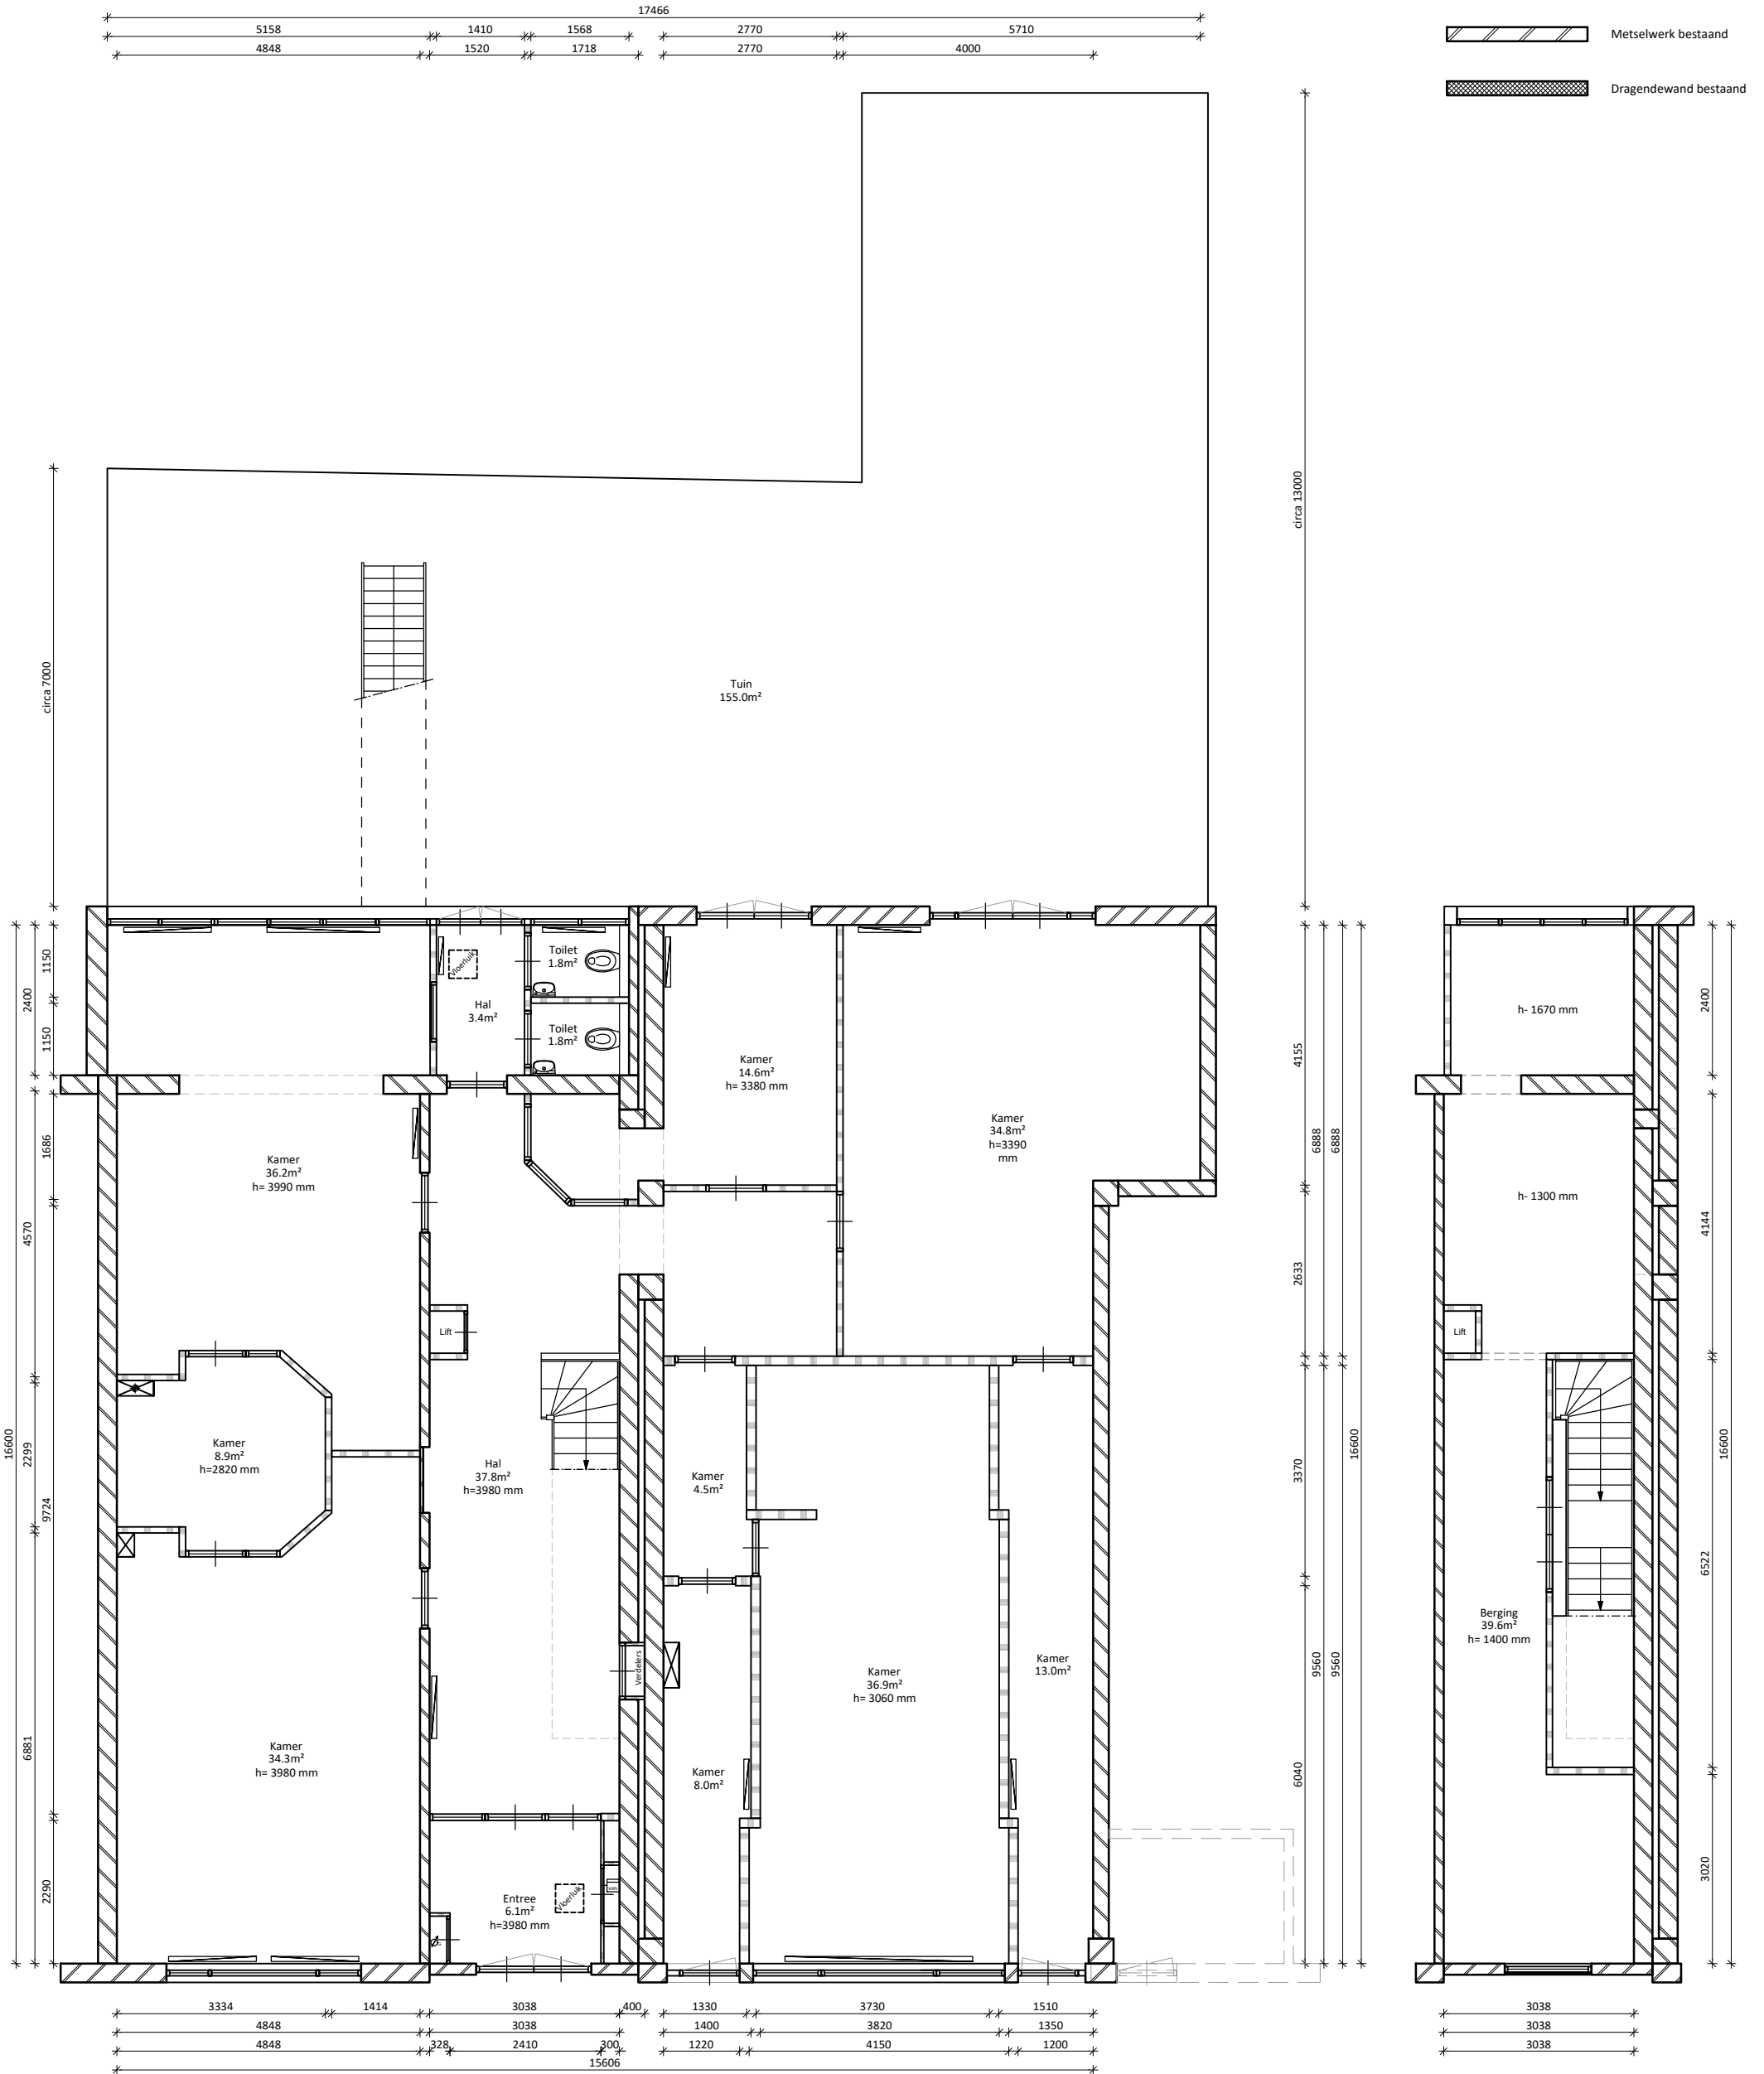 17466
5158
1410
1568
2770
5710
4848
1520
1718
2770
4000
Metselwerk bestaand
Dragendewand bestaand
circa 13000
circa 7000
Tuin
155.0m²
1150
2400
1150
1686
4570
16600
2299
9724
6881
2290
Vloerluik
Toilet
1.8m²
Hal
3.4m²
Toilet
1.8m²
Kamer
14.6m²
h= 3380 mm
Kamer
34.8m²
h=3390
mm
Kamer
36.2m²
h= 3990 mm
Lift
Kamer
8.9m²
h=2820 mm
Hal
37.8m²
h=3980 mm
Kamer
4.5m²
Verdelers
Kamer
13.0m²
Kamer
36.9m²
h= 3060 mm
Kamer
34.3m²
h= 3980 mm
Kamer
8.0m²
Entree
6.1m²
h=3980 mm
Vloerluik
4155
6888
6888
2633
3370
16600
9560
9560
6040
h- 1670 mm
h- 1300 mm
Lift
Berging
39.6m²
h= 1400 mm
2400
4144
16600
6522
3020
3334
1414
3038
400
1330
3730
1510
4848
3038
1400
3820
1350
4848
328
2410
300
1220
4150
1200
15606
3038
3038
3038